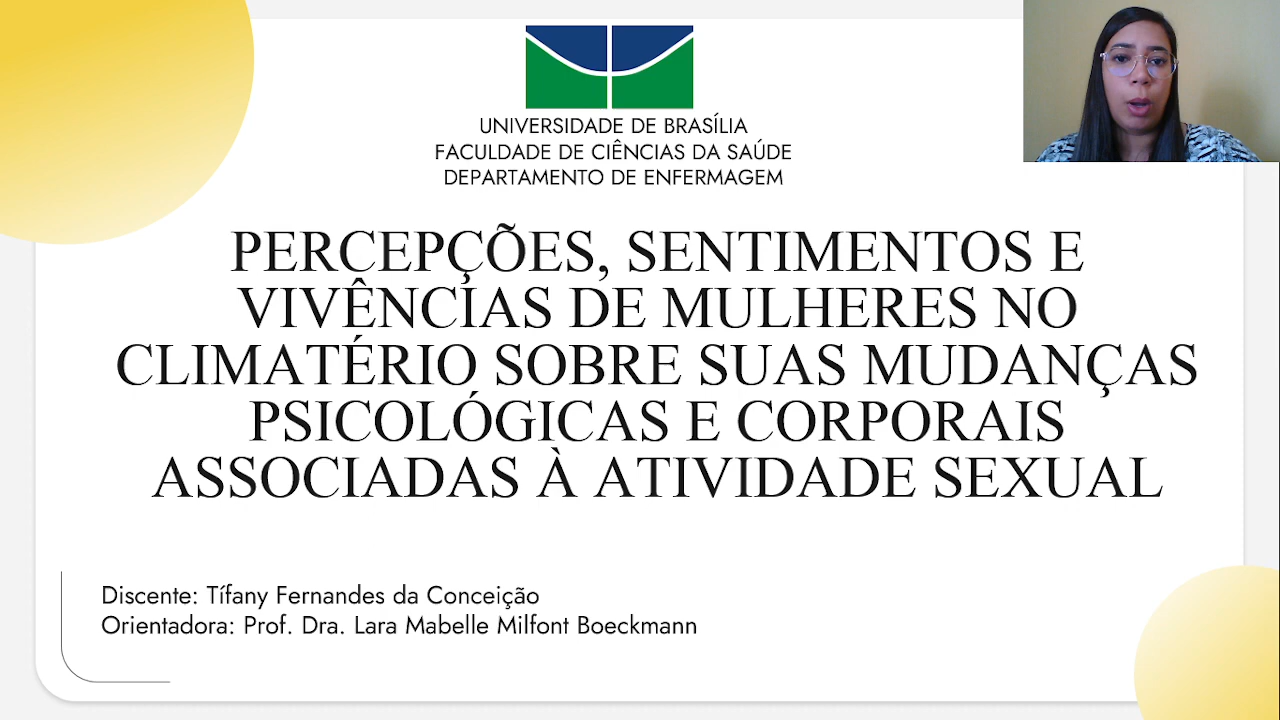 UNIVERSIDADE DE BRASÍLIA
FACULDADE DE CIÊNCIAS DA SAÚDE
DEPARTAMENTO DE ENFERMAGEM
PERCEPÇÕES, SENTIMENTOS E
VIVÊNCIAS DE MULHERES NO
CLIMATÉRIO SOBRE SUAS MUDANÇAS
PSICOLÓGICAS E CORPORAIS
ASSOCIADAS À ATIVIDADE SEXUAL
Discente: Tífany Fernandes da Conceição
Orientadora: Prof. Dra. Lara Mabelle Milfont Boeckmann